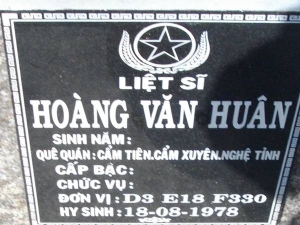 LIỆT SĨ
HOÀNG VĂN HUÂN
SINH NĂM :
QUÊ QUÁN : CẨM TIÊN.CẨM XUYÊN.NGHỆ TĨNH
CẤP BẬC :
CHỨC VỤ :
ĐƠN VỊ : D3 E18 F330
HY SINH : 18-08-1978